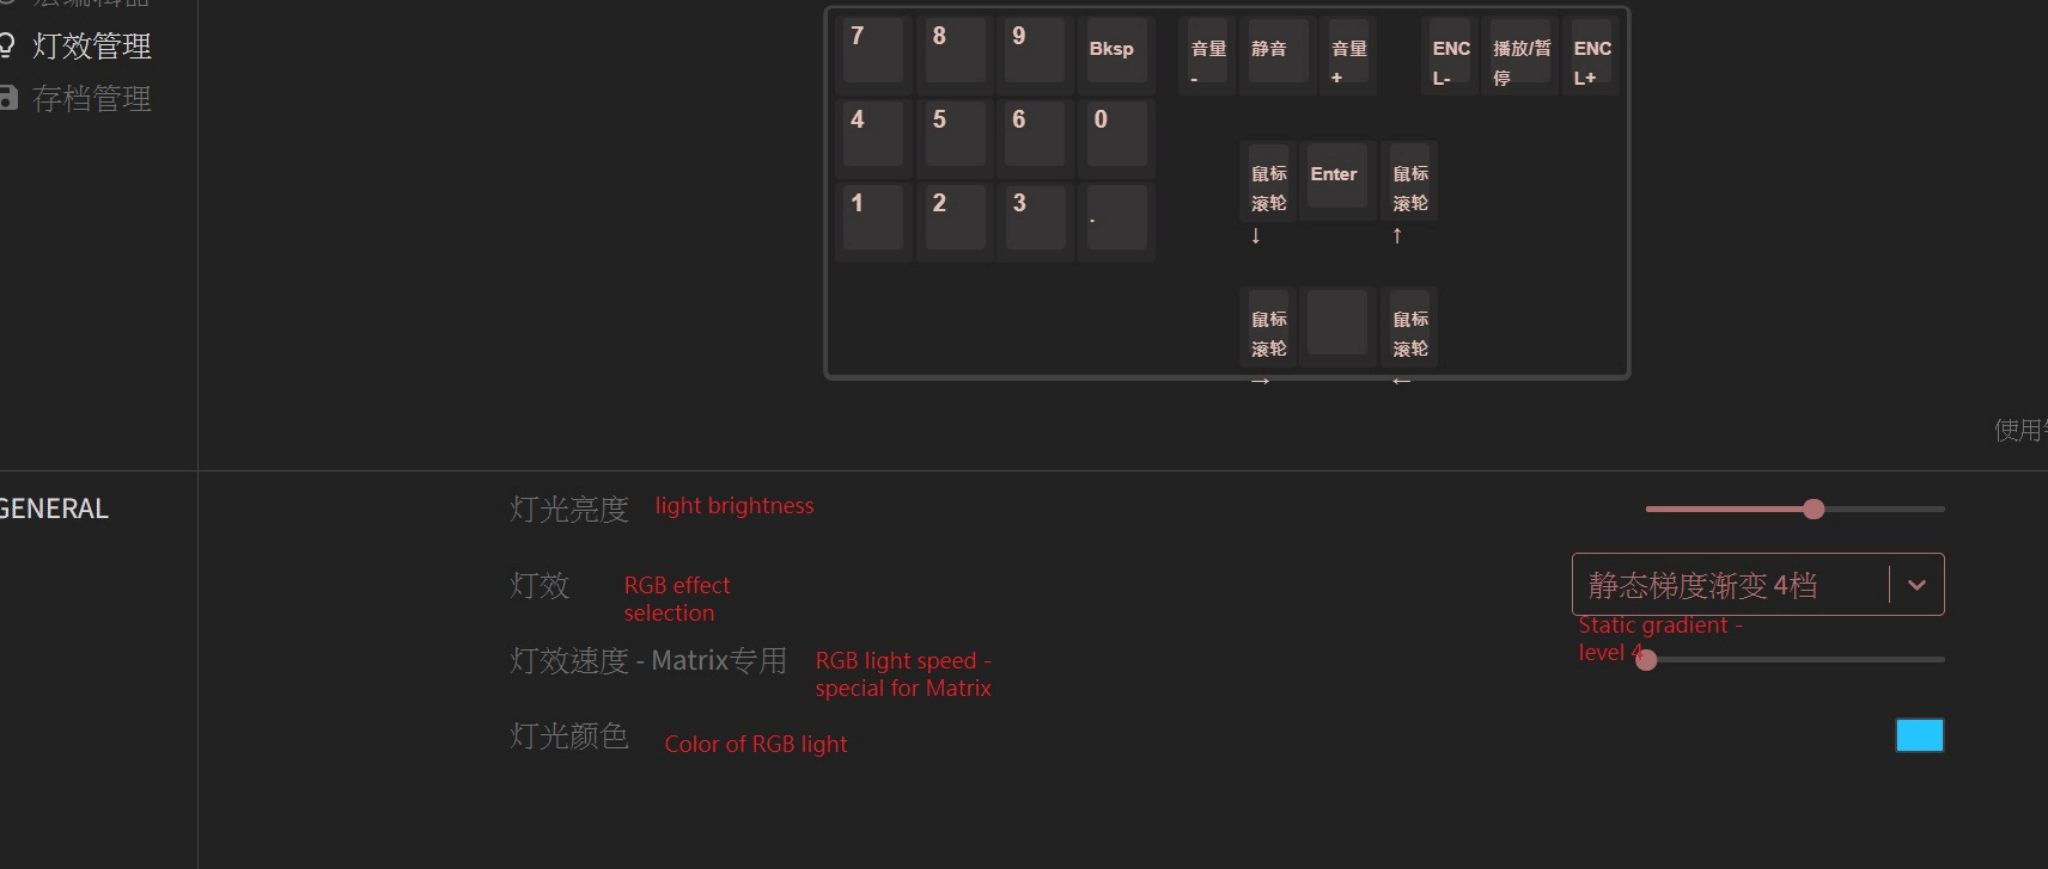 宏编辑器
灯效管理
存档管理
7 8 9 Bksp
音量 - 静音 音量 +
ENC L- 播放/暂停 ENC L+
4 5 6 0
鼠标滚轮↓ Enter 鼠标滚轮↑
1 2 3 .
鼠标滚轮→ 鼠标滚轮←
使用
GENERAL
灯光亮度 light brightness
灯效 RGB effect
selection
静态梯度渐变 4档
Static gradient -
level 4
灯效速度 - Matrix专用 RGB light speed -
special for Matrix
灯光颜色 Color of RGB light